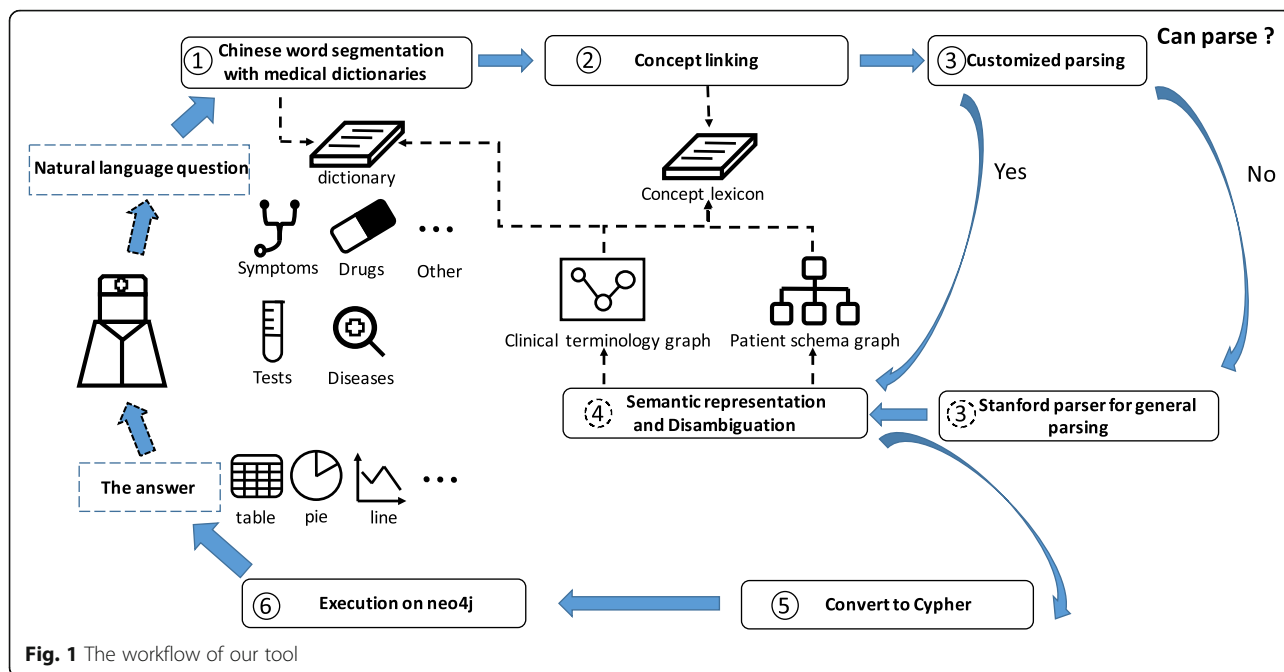 ① Chinese word segmentation
with medical dictionaries
② Concept linking
③ Customized parsing
Can parse ?
Natural language question
dictionary
Concept lexicon
Yes
No
Symptoms
Drugs
Other
...
Tests
Diseases
Clinical terminology graph
Patient schema graph
④ Semantic representation
and Disambiguation
③ Stanford parser for general
parsing
The answer
table
pie
line
...
⑥ Execution on neo4j
⑤ Convert to Cypher
Fig. 1 The workflow of our tool